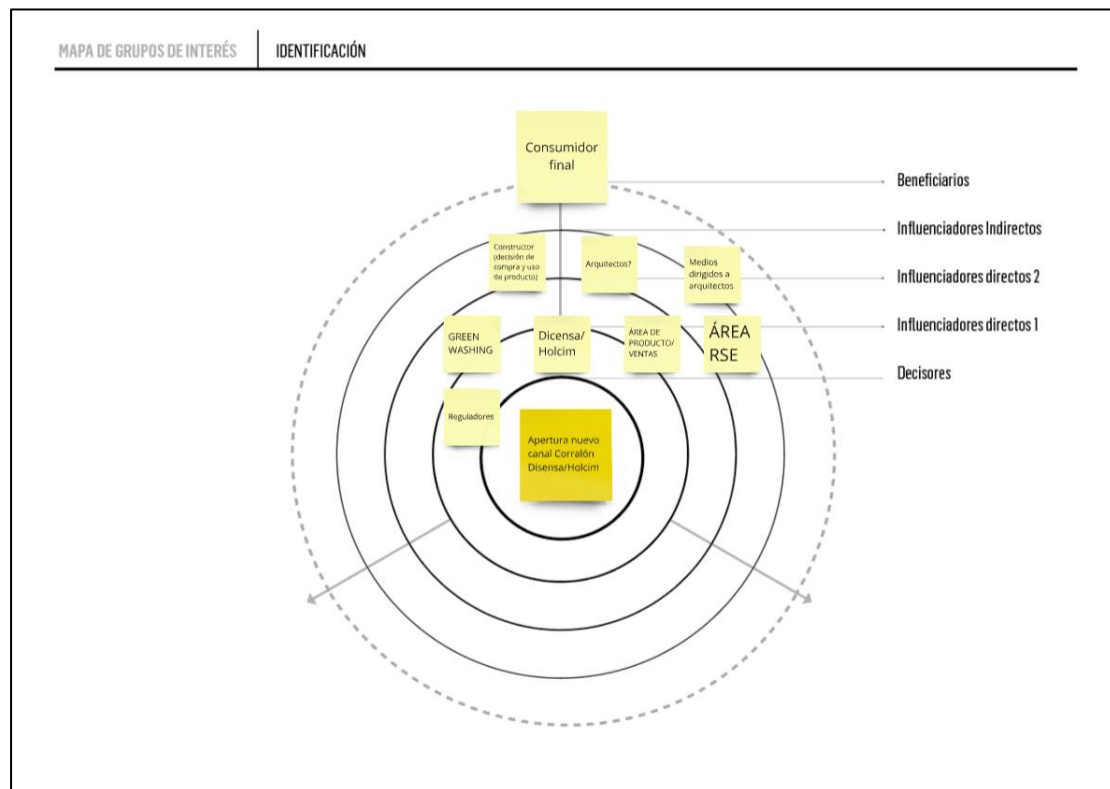 MAPA DE GRUPOS DE INTERÉS
IDENTIFICACIÓN
Consumidor
final
Beneficiarios
Influenciadores Indirectos
Constructor
(decisión de
compra y uso
de producto)
Arquitectos?
Medios
dirigidos a
arquitectos
Influenciadores directos 2
GREEN
WASHING
Dicensa/
Holcim
ÁREA DE
PRODUCTO/
VENTAS
ÁREA
RSE
Influenciadores directos 1
Decisores
Reguladores
Apertura nuevo
canal Corralón
Disensa/Holcim